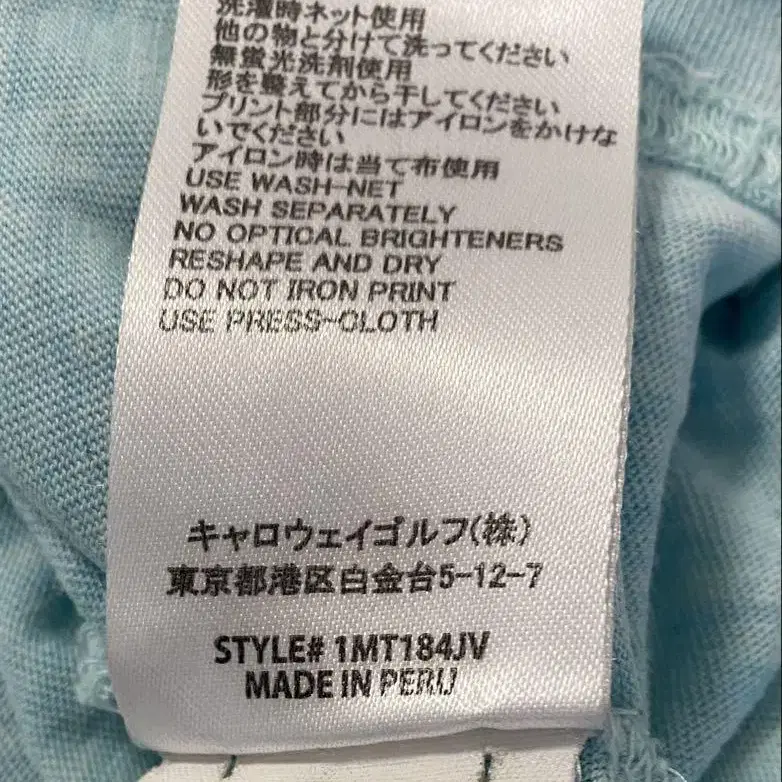 洗濯時ネット使用
他の物と分けて洗ってください
無蛍光洗剤使用
形を整えてから干してください
プリント部分にはアイロンをかけな
いでください
アイロン時は当て布使用
USE WASH-NET
WASH SEPARATELY
NO OPTICAL BRIGHTENERS
RESHAPE AND DRY
DO NOT IRON PRINT
USE PRESS-CLOTH
キャロウェイゴルフ(株)
東京都港区白金台5-12-7
STYLE# 1MT184JV
MADE IN PERU